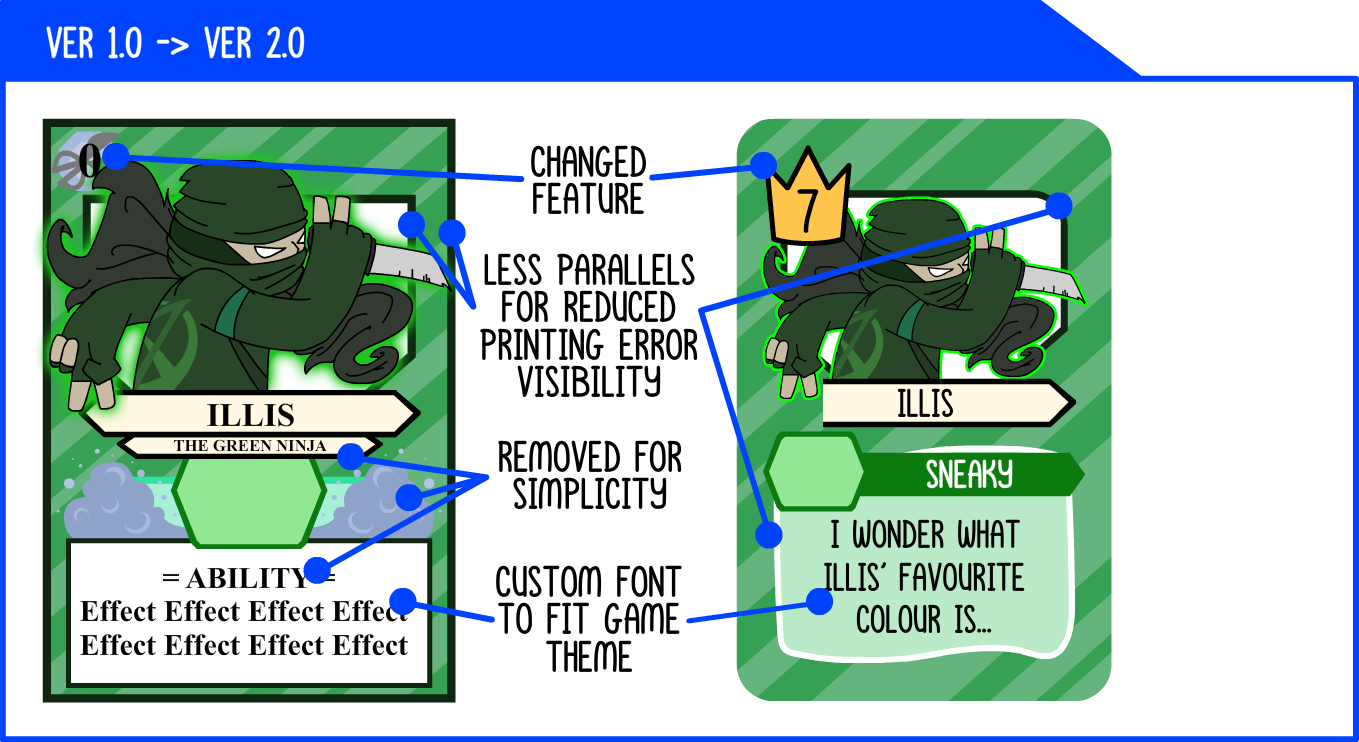 VER 1.0 -> VER 2.0
0
ILLIS
THE GREEN NINJA
= ABILITY =
Effect Effect Effect Effect
Effect Effect Effect Effect
CHANGED
FEATURE
LESS PARALLELS
FOR REDUCED
PRINTING ERROR
VISIBILITY
REMOVED FOR
SIMPLICITY
CUSTOM FONT
TO FIT GAME
THEME
7
ILLIS
SNEAKY
I WONDER WHAT
ILLIS' FAVOURITE
COLOUR IS...